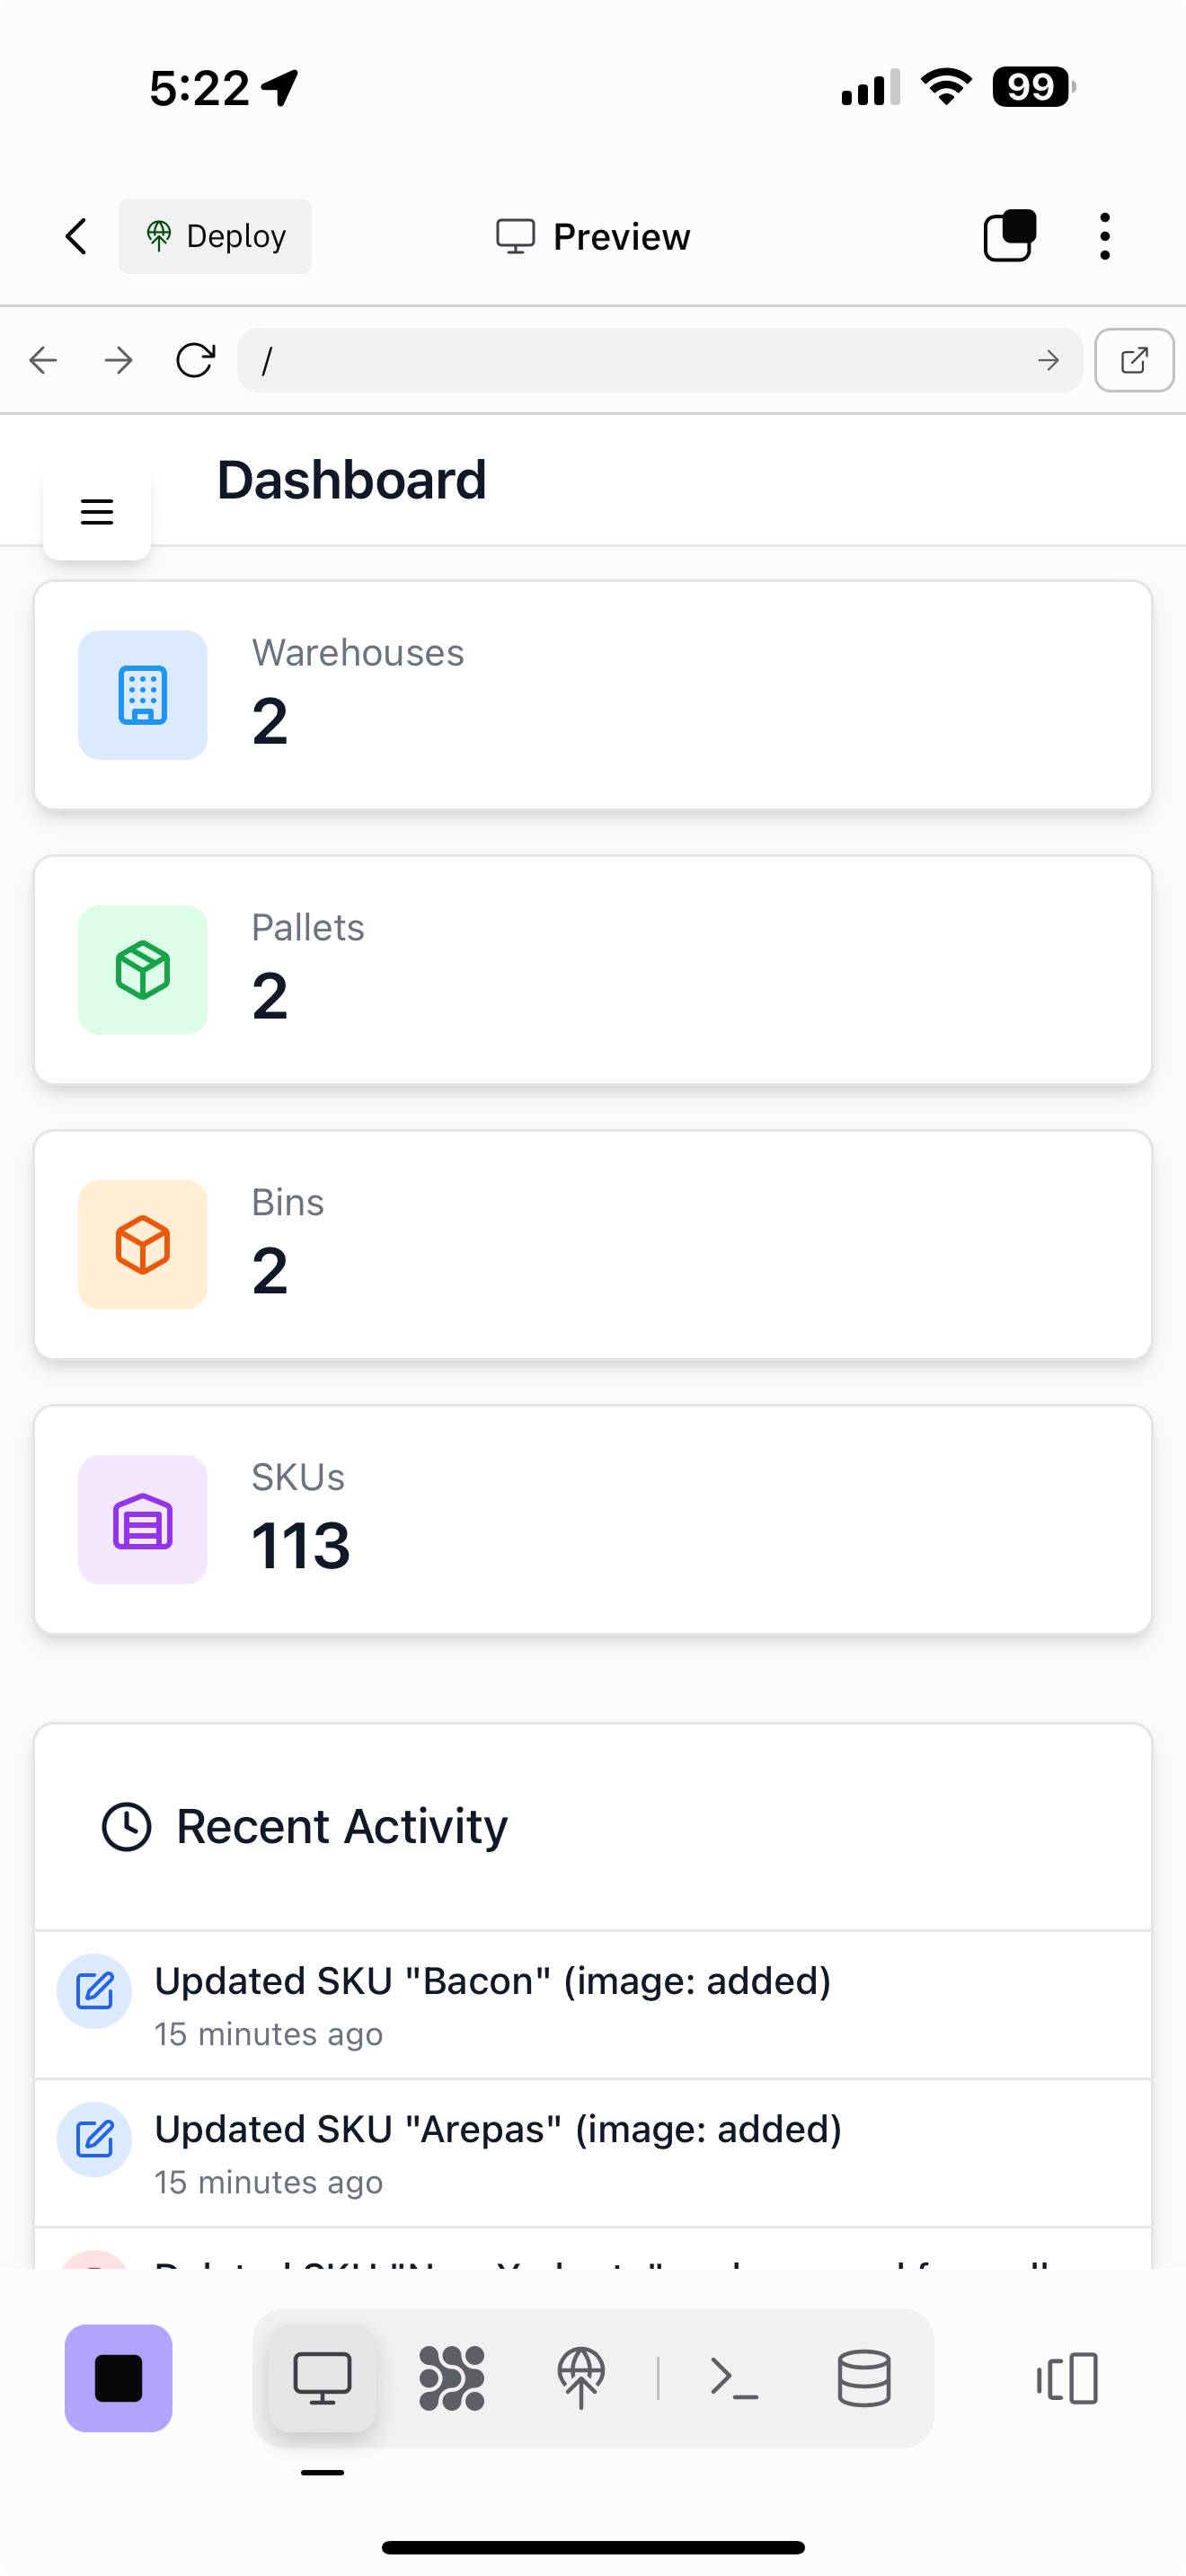 5:22
99
Deploy
Preview
/
Dashboard
Warehouses
2
Pallets
2
Bins
2
SKUs
113
Recent Activity
Updated SKU "Bacon" (image: added)
15 minutes ago
Updated SKU "Arepas" (image: added)
15 minutes ago